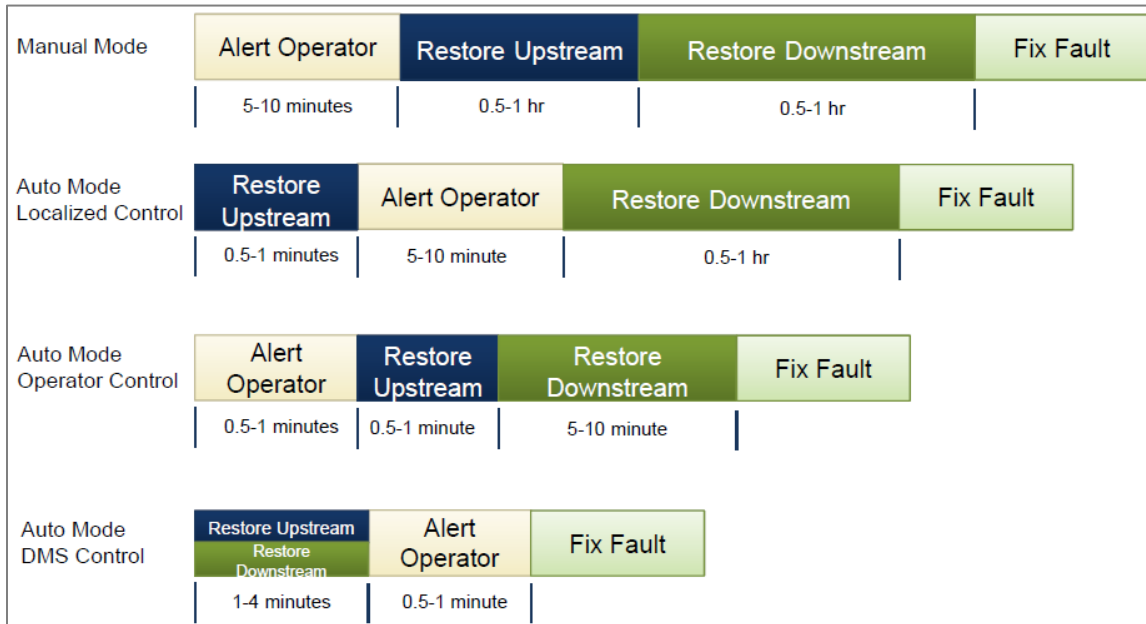 Manual Mode
Alert Operator
Restore Upstream
Restore Downstream
Fix Fault
5-10 minutes
0.5-1 hr
0.5-1 hr
Auto Mode
Localized Control
Restore
Upstream
Alert Operator
Restore Downstream
Fix Fault
0.5-1 minutes
5-10 minute
0.5-1 hr
Auto Mode
Operator Control
Alert
Operator
Restore
Upstream
Restore
Downstream
Fix Fault
0.5-1 minutes
0.5-1 minute
5-10 minute
Auto Mode
DMS Control
Restore Upstream
Restore
Downstream
Alert
Operator
Fix Fault
1-4 minutes
0.5-1 minute